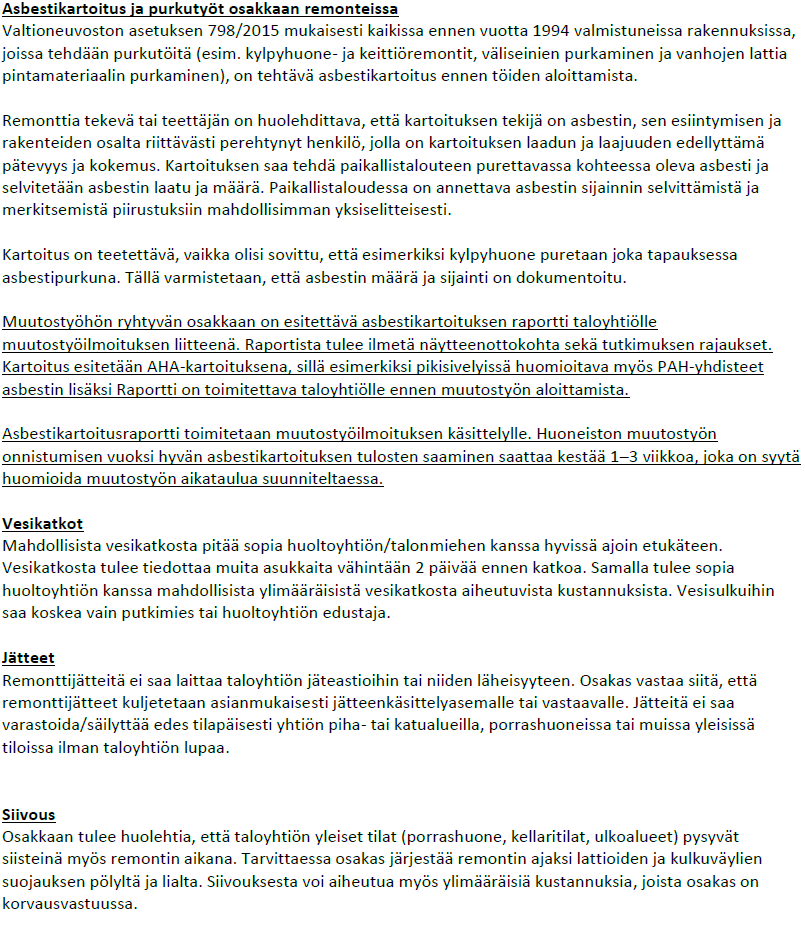 Asbestikartoitus ja purkutyöt osakkaan remonteissa
Valtioneuvoston asetuksen 798/2015 mukaisesti kaikissa ennen vuotta 1994 valmistuneissa rakennuksissa,
joissa tehdään purkutöitä (esim. kylpyhuone- ja keittiöremontit, väliseinien purkaminen ja vanhojen lattia
pintamateriaalin purkaminen), on tehtävä asbestikartoitus ennen töiden aloittamista.
Remonttia tekevä tai teettäjän on huolehdittava, että kartoituksen tekijä on asbestin, sen esiintymisen ja
rakenteiden osalta riittävästi perehtynyt henkilö, jolla on kartoituksen laadun ja laajuuden edellyttämä
pätevyys ja kokemus. Kartoituksen saa tehdä paikallistalouteen purettavassa kohteessa oleva asbesti ja
selvitetään asbestin laatu ja määrä. Paikallistaloudessa on annettava asbestin sijainnin selvittämistä ja
merkitsemistä piirustuksiin mahdollisimman yksiselitteisesti.
Kartoitus on teetettävä, vaikka olisi sovittu, että esimerkiksi kylpyhuone puretaan joka tapauksessa
asbestipurkuna. Tällä varmistetaan, että asbestin määrä ja sijainti on dokumentoitu.
Muutostyöhön ryhtyvän osakkaan on esitettävä asbestikartoituksen raportti taloyhtiölle
muutostyöilmoituksen liitteenä. Raportista tulee ilmetä näytteenottokohta sekä tutkimuksen rajaukset.
Kartoitus esitetään AHA-kartoituksena, sillä esimerkiksi pikisivelyissä huomioitava myös PAH-yhdisteet
asbestin lisäksi Raportti on toimitettava taloyhtiölle ennen muutostyön aloittamista.
Asbestikartoitusraportti toimitetaan muutostyöilmoituksen käsittelylle. Huoneiston muutostyön
onnistumisen vuoksi hyvän asbestikartoituksen tulosten saaminen saattaa kestää 1–3 viikkoa, joka on syytä
huomioida muutostyön aikataulua suunniteltaessa.
Vesikatkot
Mahdollisista vesikatkosta pitää sopia huoltoyhtiön/talonmiehen kanssa hyvissä ajoin etukäteen.
Vesikatkosta tulee tiedottaa muita asukkaita vähintään 2 päivää ennen katkoa. Samalla tulee sopia
huoltoyhtiön kanssa mahdollisista ylimääräisistä vesikatkosta aiheutuvista kustannuksista. Vesisulkuihin
saa koskea vain putkimies tai huoltoyhtiön edustaja.
Jätteet
Remonttijätteitä ei saa laittaa taloyhtiön jäteastioihin tai niiden läheisyyteen. Osakas vastaa siitä, että
remonttijätteet kuljetetaan asianmukaisesti jätteenkäsittelyasemalle tai vastaavalle. Jätteitä ei saa
varastoida/säilyttää edes tilapäisesti yhtiön piha- tai katualueilla, porrashuoneissa tai muissa yleisissä
tiloissa ilman taloyhtiön lupaa.
Siivous
Osakkaan tulee huolehtia, että taloyhtiön yleiset tilat (porrashuone, kellaritilat, ulkoalueet) pysyvät
siisteinä myös remontin aikana. Tarvittaessa osakas järjestää remontin ajaksi lattioiden ja kulkuväylien
suojauksen pölyltä ja lialta. Siivouksesta voi aiheutua myös ylimääräisiä kustannuksia, joista osakas on
korvausvastuussa.